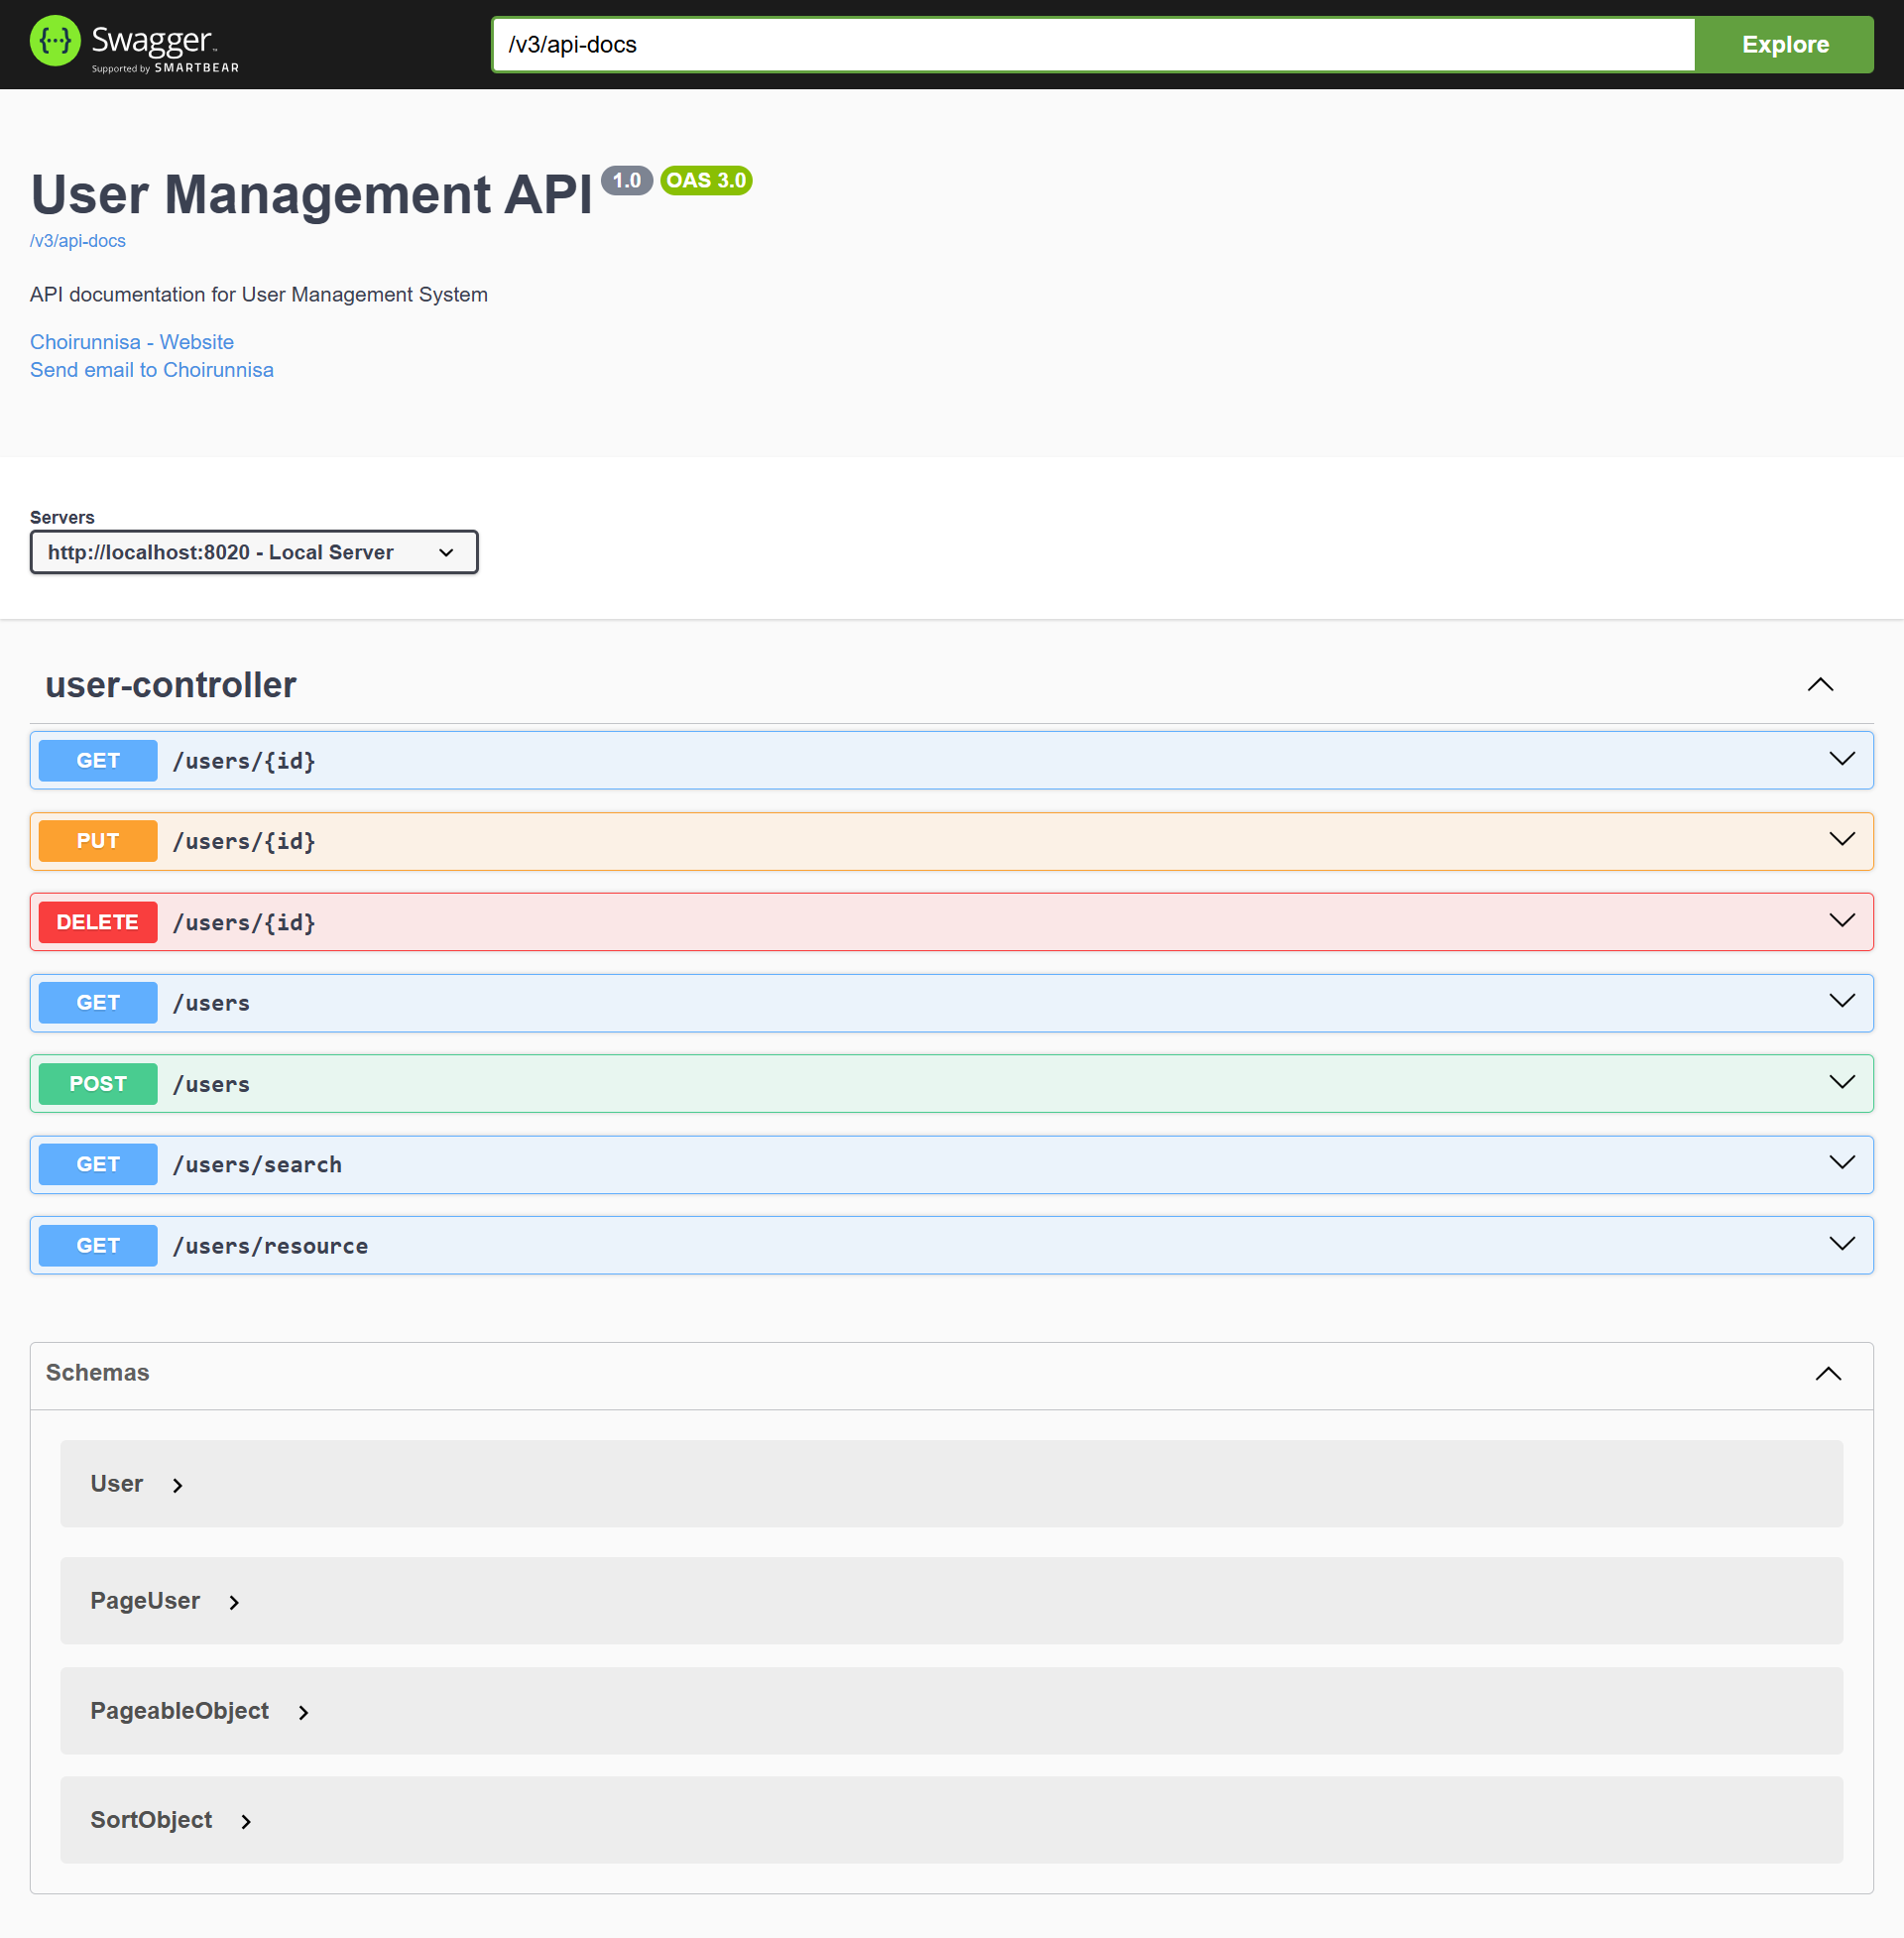 {···} Swagger™
Supported by SMARTBEAR
/v3/api-docs
Explore
User Management API 1.0 OAS 3.0
/v3/api-docs
API documentation for User Management System
Choirunnisa - Website
Send email to Choirunnisa
Servers
http://localhost:8020 - Local Server
user-controller
GET /users/{id}
PUT /users/{id}
DELETE /users/{id}
GET /users
POST /users
GET /users/search
GET /users/resource
Schemas
User
PageUser
PageableObject
SortObject